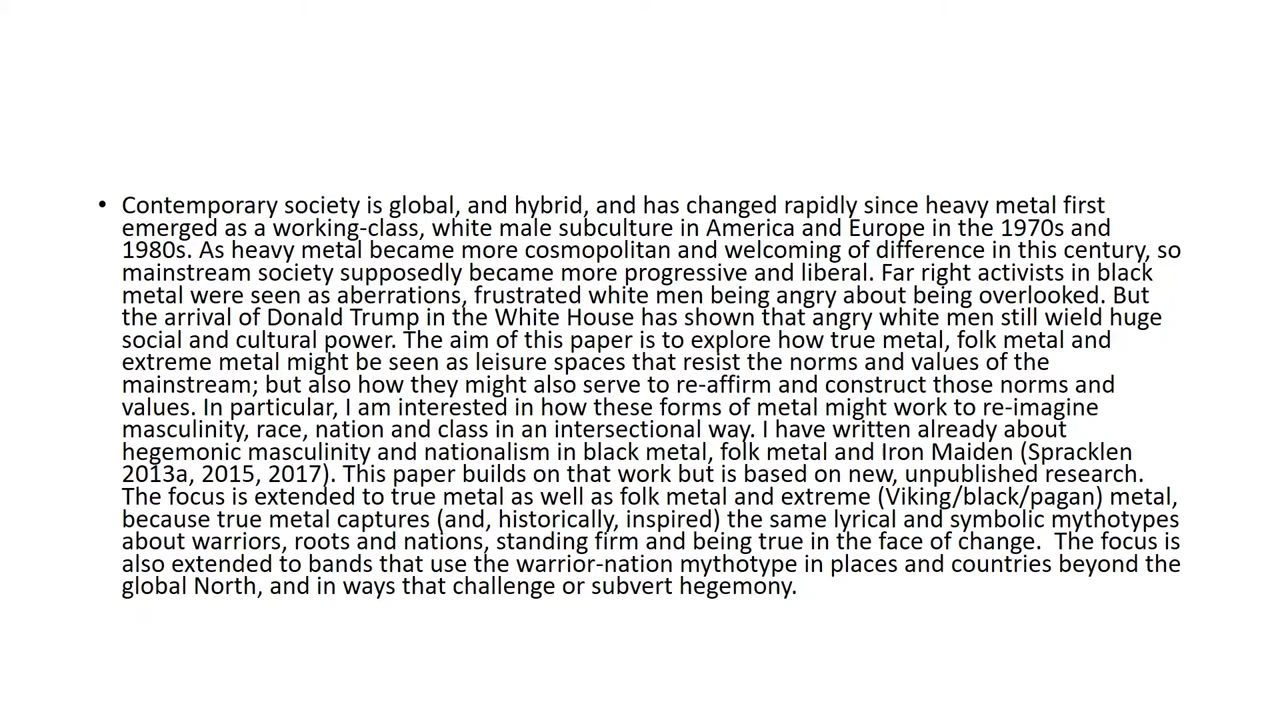 • Contemporary society is global, and hybrid, and has changed rapidly since heavy metal first
emerged as a working-class, white male subculture in America and Europe in the 1970s and
1980s. As heavy metal became more cosmopolitan and welcoming of difference in this century, so
mainstream society supposedly became more progressive and liberal. Far right activists in black
metal were seen as aberrations, frustrated white men being angry about being overlooked. But
the arrival of Donald Trump in the White House has shown that angry white men still wield huge
social and cultural power. The aim of this paper is to explore how true metal, folk metal and
extreme metal might be seen as leisure spaces that resist the norms and values of the
mainstream; but also how they might also serve to re-affirm and construct those norms and
values. In particular, I am interested in how these forms of metal might work to re-imagine
masculinity, race, nation and class in an intersectional way. I have written already about
hegemonic masculinity and nationalism in black metal, folk metal and Iron Maiden (Spracklen
2013a, 2015, 2017). This paper builds on that work but is based on new, unpublished research.
The focus is extended to true metal as well as folk metal and extreme (Viking/black/pagan) metal,
because true metal captures (and, historically, inspired) the same lyrical and symbolic mythotypes
about warriors, roots and nations, standing firm and being true in the face of change.  The focus is
also extended to bands that use the warrior-nation mythotype in places and countries beyond the
global North, and in ways that challenge or subvert hegemony.